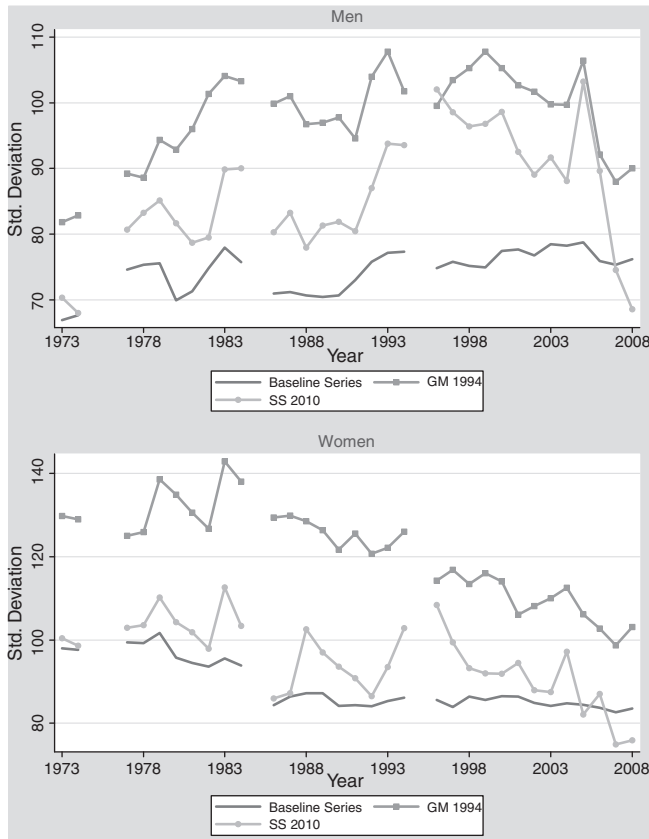 Men
110
100
90
80
70
Std. Deviation
1973 1978 1983 1988 1993 1998 2003 2008
Year
Baseline Series GM 1994
SS 2010
Women
140
120
100
80
Std. Deviation
1973 1978 1983 1988 1993 1998 2003 2008
Year
Baseline Series GM 1994
SS 2010